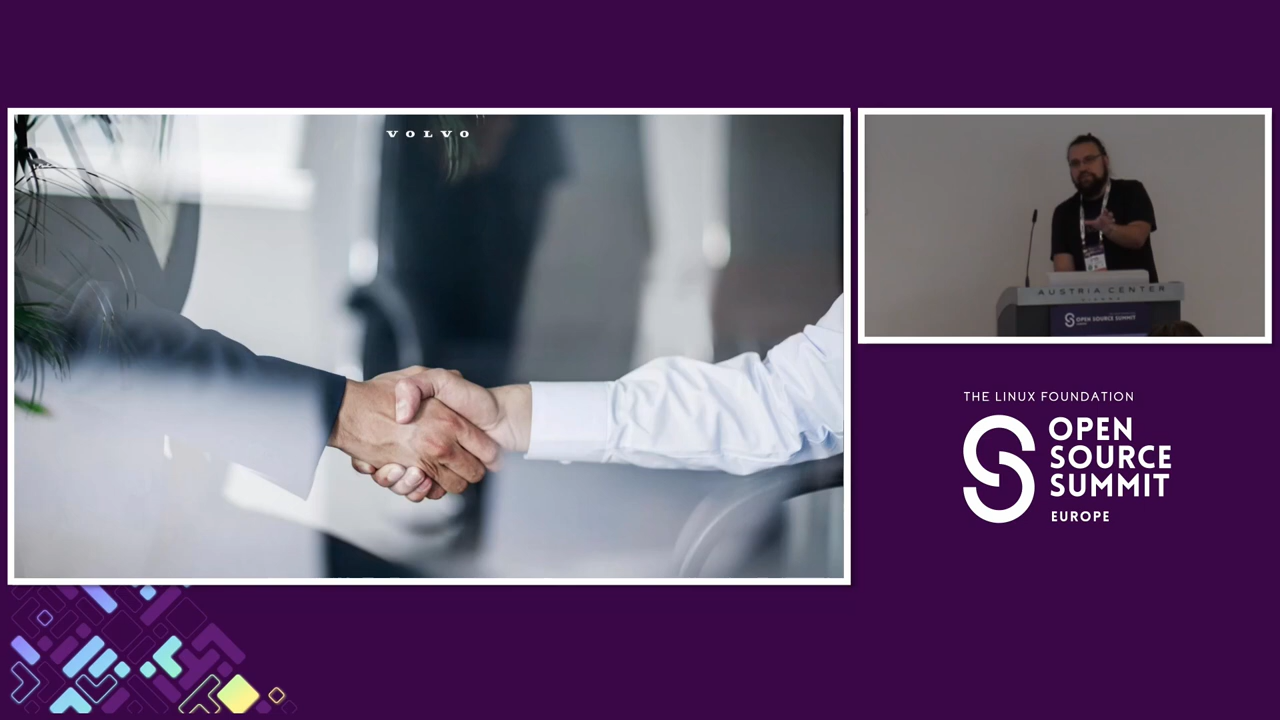 VOLVO
AUSTRIA CENTER
OPEN SOURCE SUMMIT
THE LINUX FOUNDATION
OPEN
SOURCE
SUMMIT
EUROPE